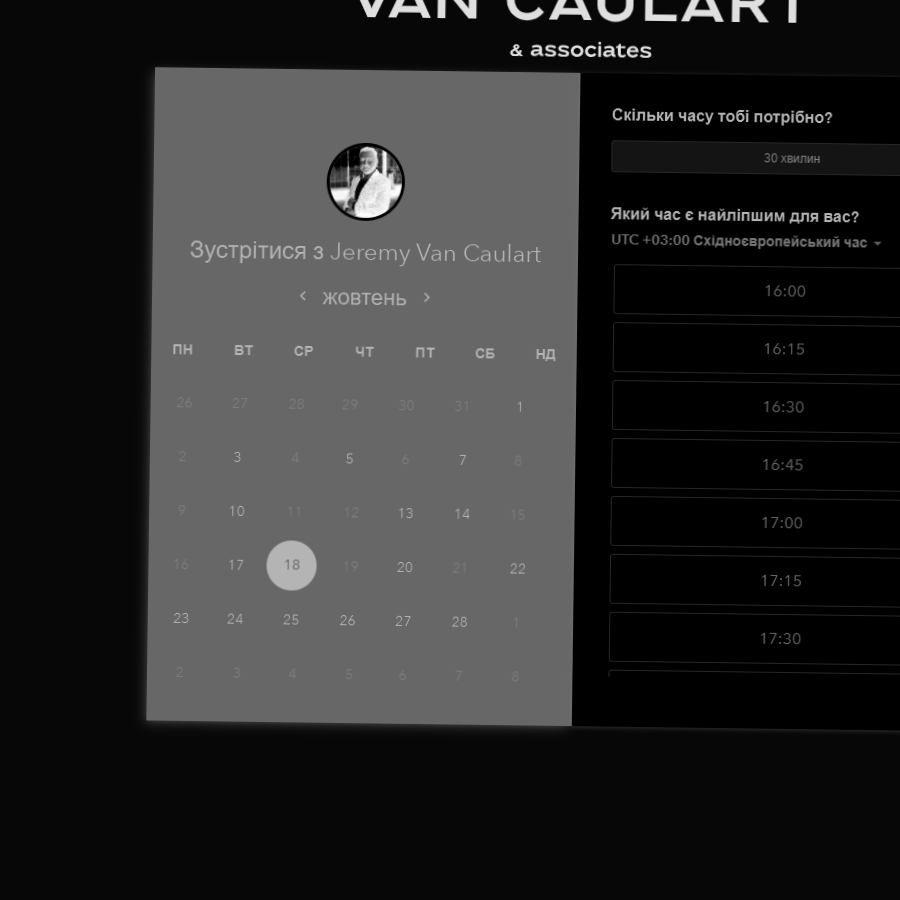 VAN CAULART
& associates
Зустрітися з Jeremy Van Caulart
жовтень
ПН ВТ СР ЧТ ПТ СБ НД
26 27 28 29 30 31 1
2 3 4 5 6 7 8
9 10 11 12 13 14 15
16 17 18 19 20 21 22
23 24 25 26 27 28 1
2 3 4 5 6 7 8
Скільки часу тобі потрібно?
30 хвилин
Який час є найліпшим для вас?
UTC +03:00 Східноєвропейський час
16:00
16:15
16:30
16:45
17:00
17:15
17:30